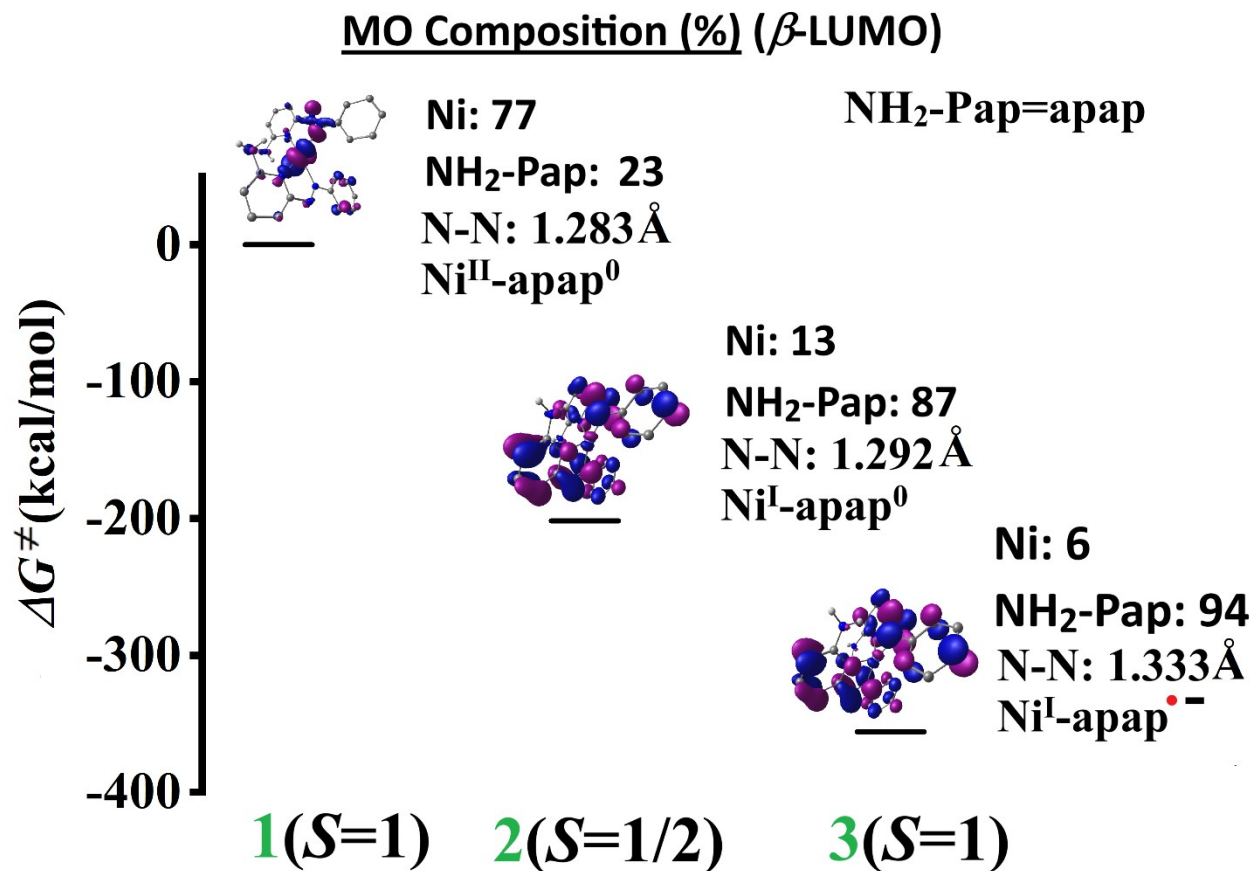 MO Composition (%) (β-LUMO)
NH₂-Pap=apap
Ni: 77
NH₂-Pap: 23
N-N: 1.283Å
Niᴵᴵ-apap⁰
Ni: 13
NH₂-Pap: 87
N-N: 1.292Å
Niᴵ-apap⁰
Ni: 6
NH₂-Pap: 94
N-N: 1.333Å
Niᴵ-apap•−
ΔG≠(kcal/mol)
0
-100
-200
-300
-400
1(S=1) 2(S=1/2) 3(S=1)